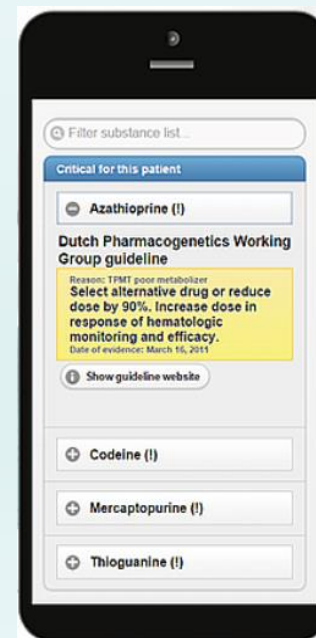 Filter substance list...
Critical for this patient
Azathioprine (!)
Dutch Pharmacogenetics Working
Group guideline
Reason: TPMT poor metabolizer
Select alternative drug or reduce
dose by 90%. Increase dose in
response of hematologic
monitoring and efficacy.
Date of evidence: March 16, 2011
Show guideline website
Codeine (!)
Mercaptopurine (!)
Thioguanine (!)